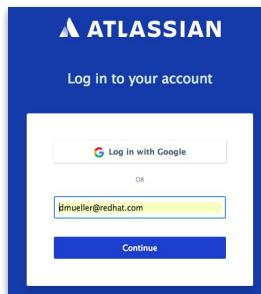 ATLASSIAN
Log in to your account
Log in with Google
OR
dmueller@redhat.com
Continue